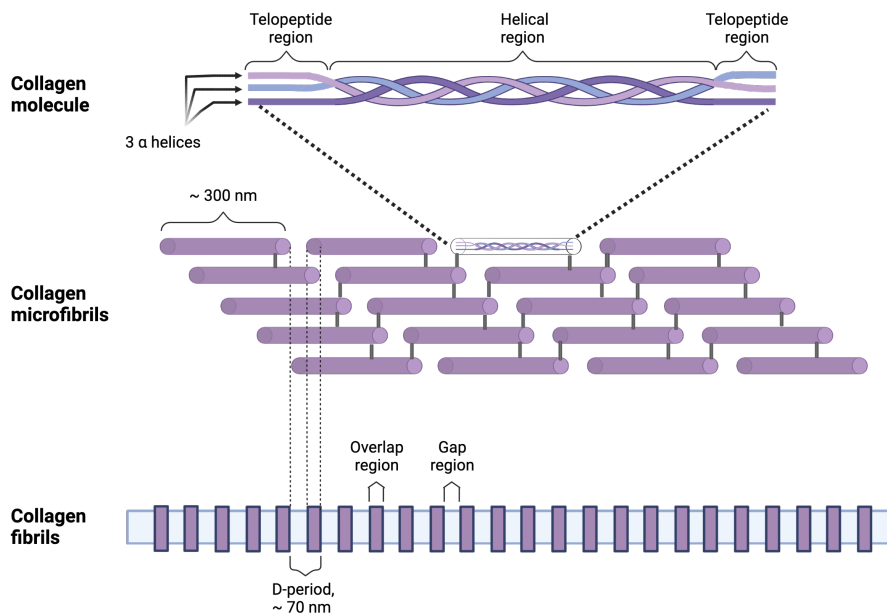 Telopeptide
region
Helical
region
Telopeptide
region
Collagen
molecule
3 α helices
~ 300 nm
Collagen
microfibrils
Overlap
region
Gap
region
Collagen
fibrils
D-period,
~ 70 nm